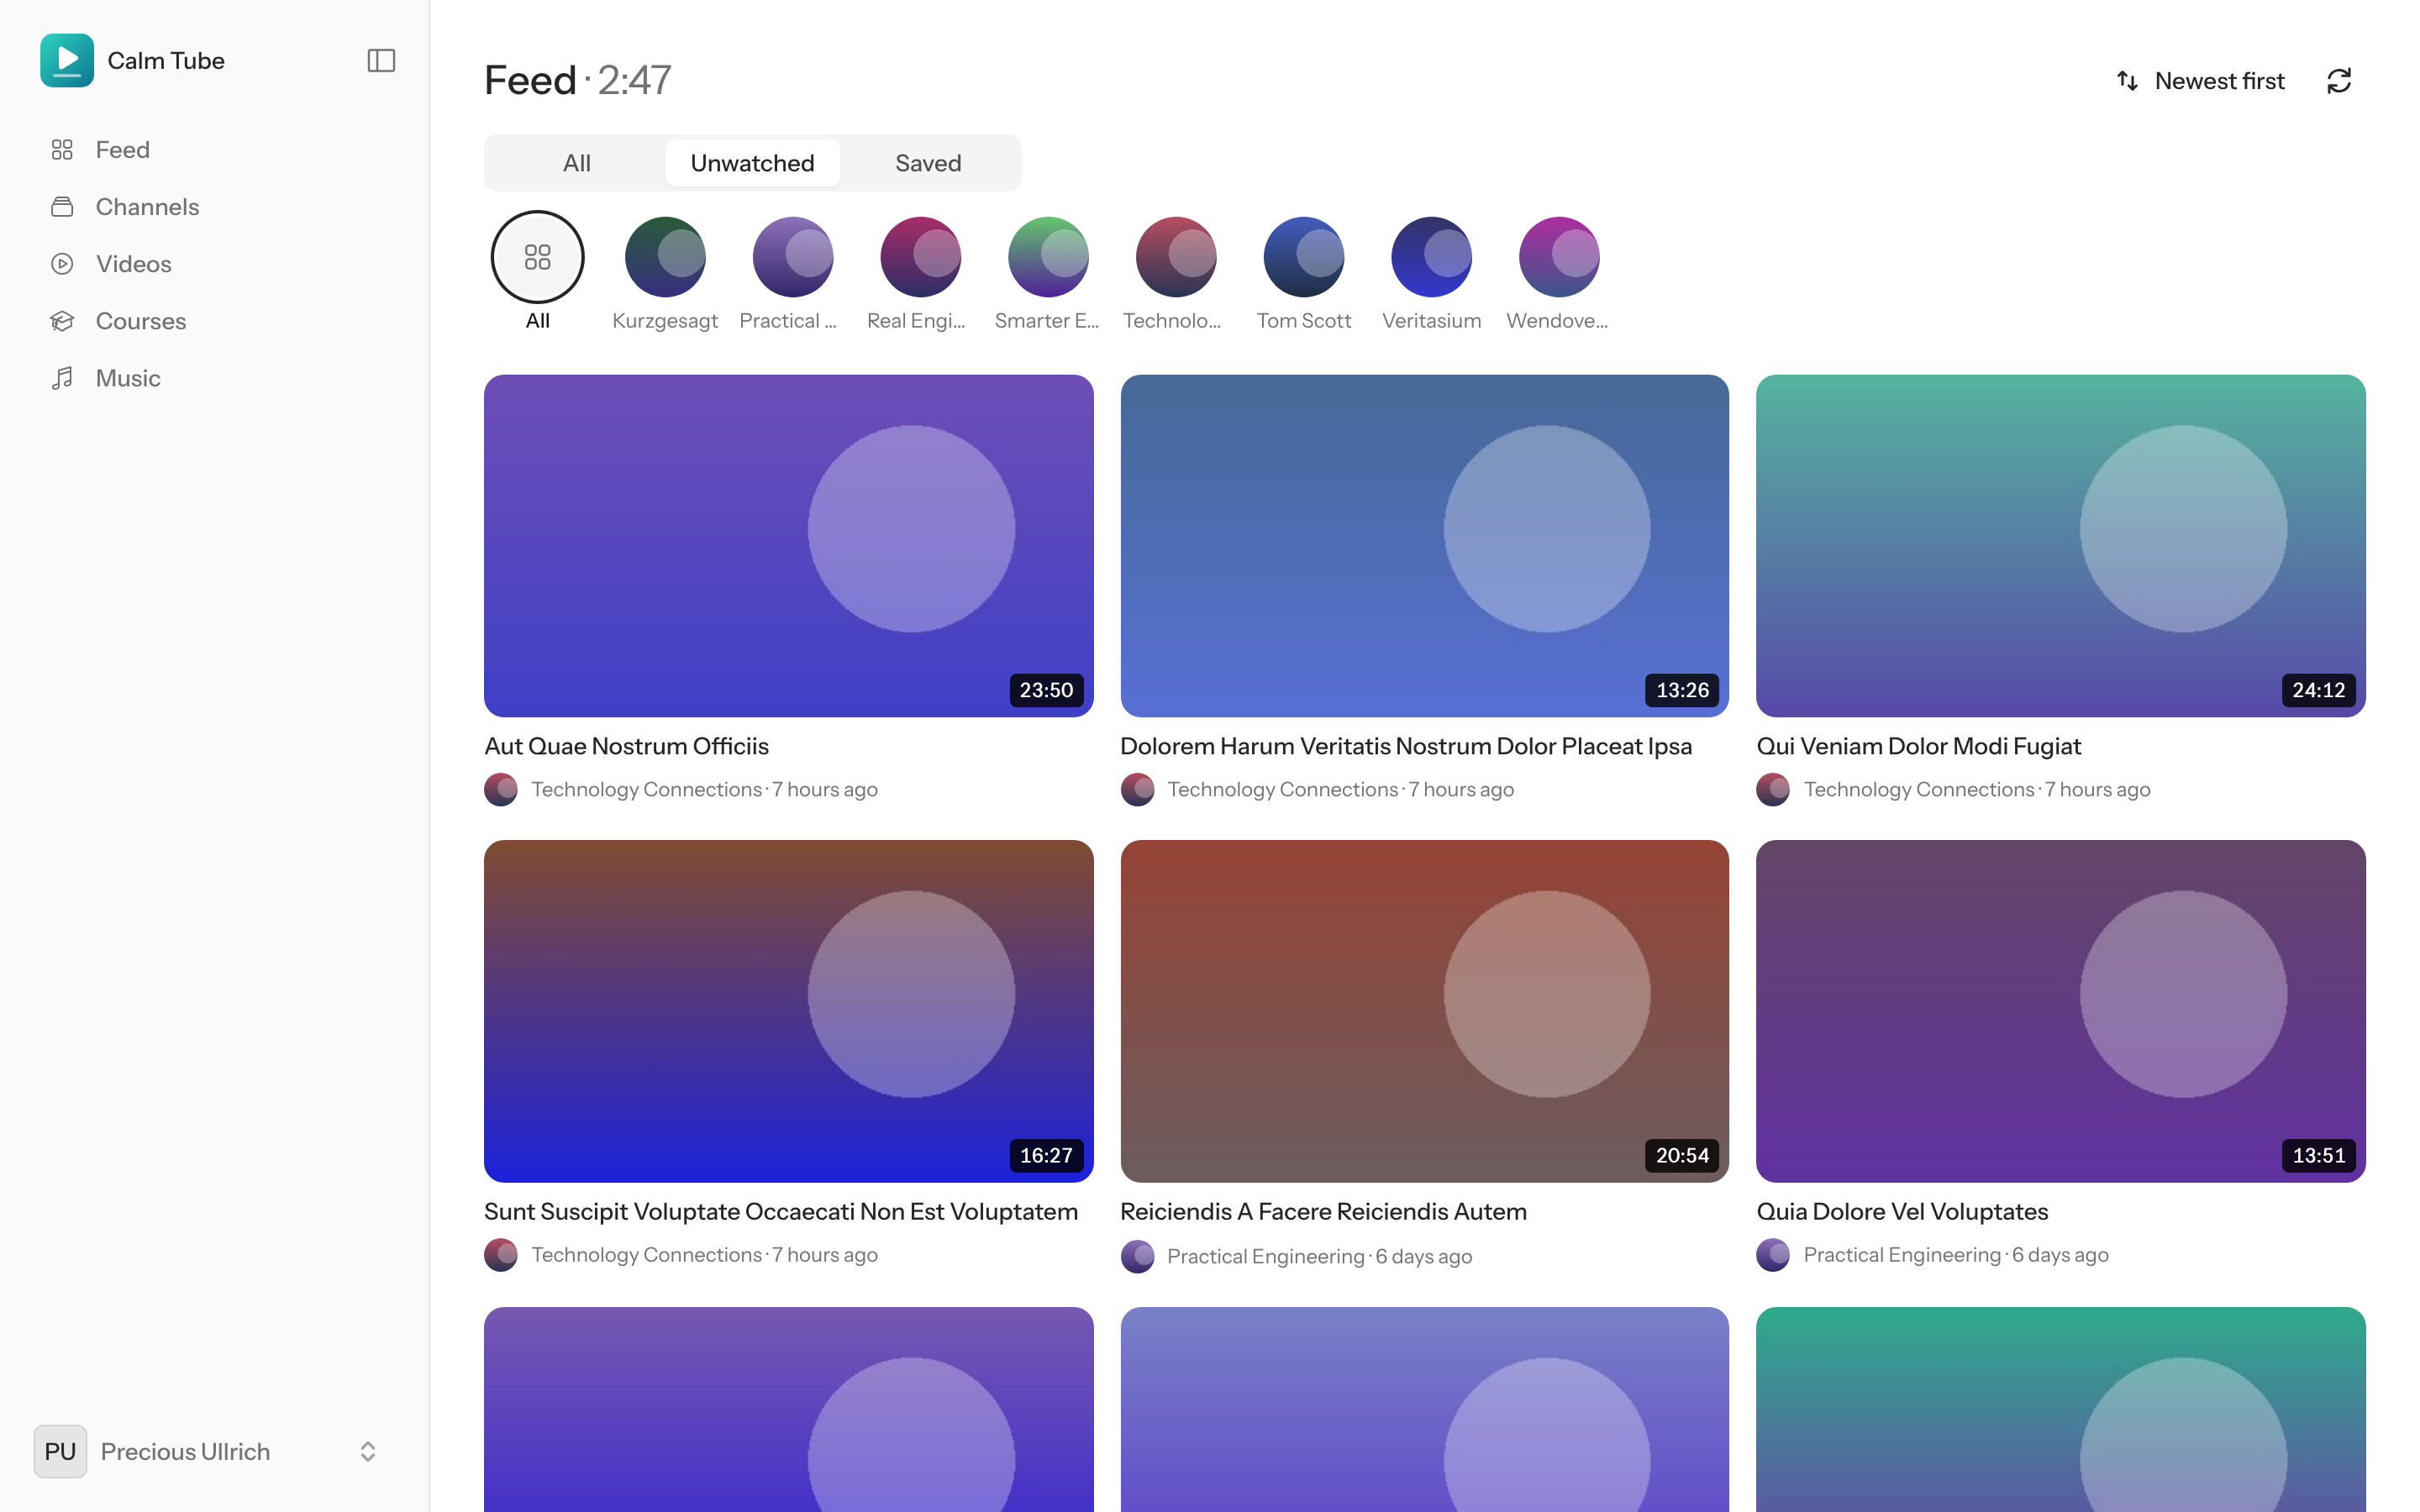 Calm Tube
Feed
Channels
Videos
Courses
Music
PU Precious Ullrich
Feed · 2:47
Newest first
All Unwatched Saved
All Kurzgesagt Practical ... Real Engi... Smarter E... Technolo... Tom Scott Veritasium Wendove...
23:50 13:26 24:12
Aut Quae Nostrum Officiis
Technology Connections · 7 hours ago
Dolorem Harum Veritatis Nostrum Dolor Placeat Ipsa
Technology Connections · 7 hours ago
Qui Veniam Dolor Modi Fugiat
Technology Connections · 7 hours ago
16:27 20:54 13:51
Sunt Suscipit Voluptate Occaecati Non Est Voluptatem
Technology Connections · 7 hours ago
Reiciendis A Facere Reiciendis Autem
Practical Engineering · 6 days ago
Quia Dolore Vel Voluptates
Practical Engineering · 6 days ago